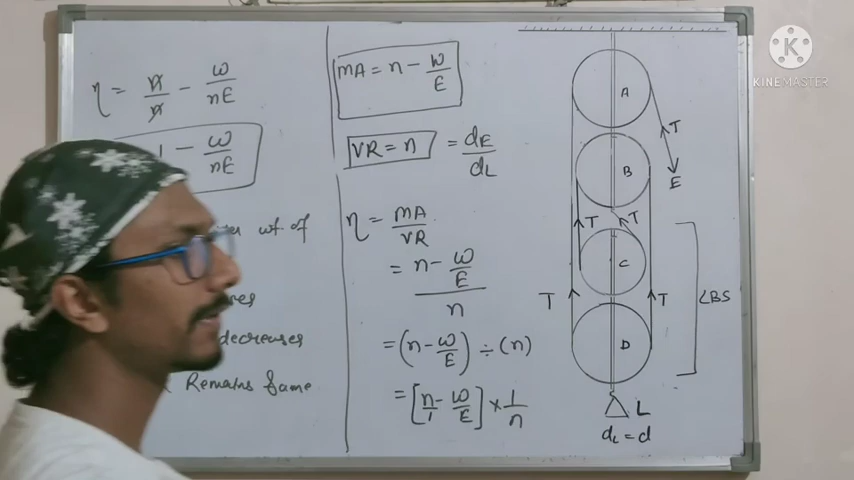 η = n/n - w/nE
1 - w/nE
wt of
decreases
Remains same
MA = n - w/E
VR = n = dE/dL
η = MA/VR
= (n - w/E)/n
= (n - w/E) ÷ (n)
= [n/1 - w/E] × 1/n
A
T
B
E
T
T
C
T
T
LBS
D
L
dL = d
K
KINEMASTER